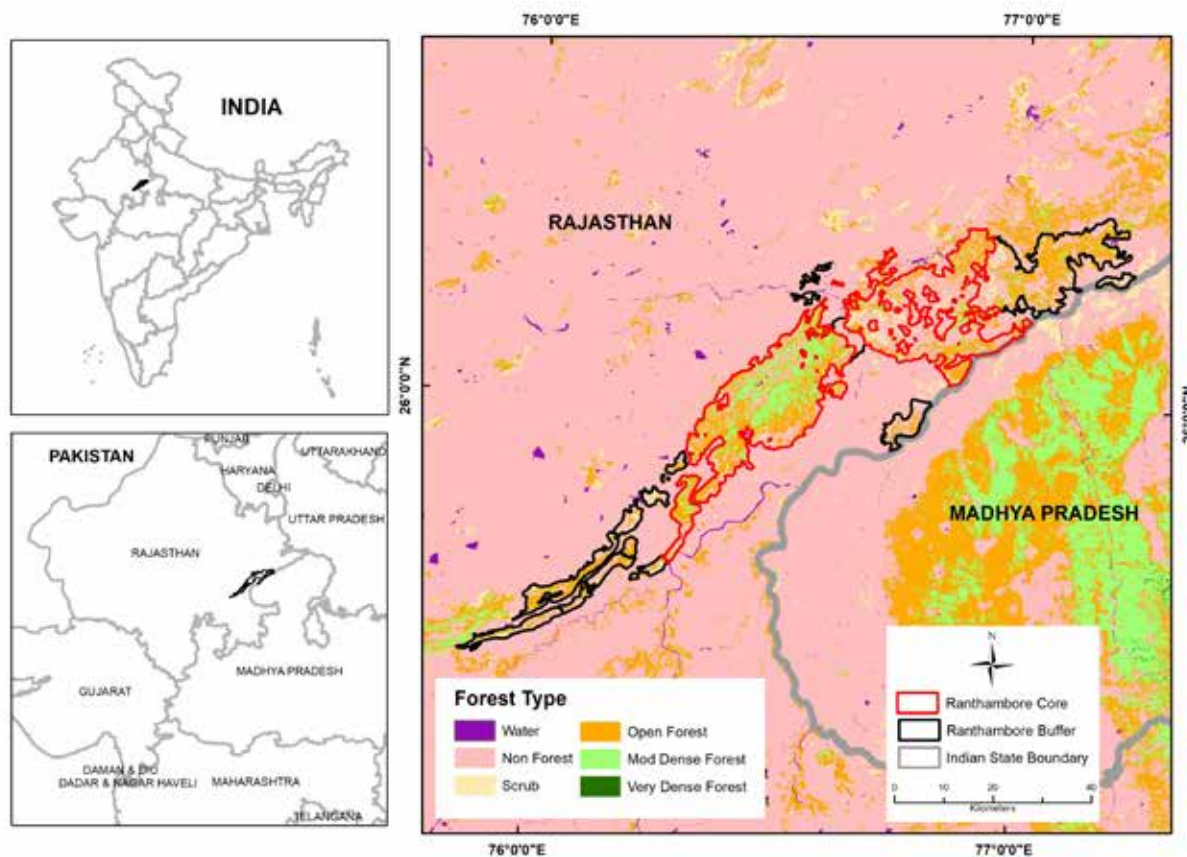 INDIA
PAKISTAN
PUNJAB
UTTARAKHAND
HARYANA
DELHI
UTTAR PRADESH
RAJASTHAN
MADHYA PRADESH
GUJARAT
DAMAN & DIU
DADAR & NAGAR HAVELI
MAHARASHTRA
TELANGANA
76°0'0"E
77°0'0"E
26°0'0"N
26°0'0"N
RAJASTHAN
MADHYA PRADESH
Forest Type
Water
Non Forest
Scrub
Open Forest
Mod Dense Forest
Very Dense Forest
N
Ranthambore Core
Ranthambore Buffer
Indian State Boundary
0 10 20 40
Kilometers
76°0'0"E
77°0'0"E